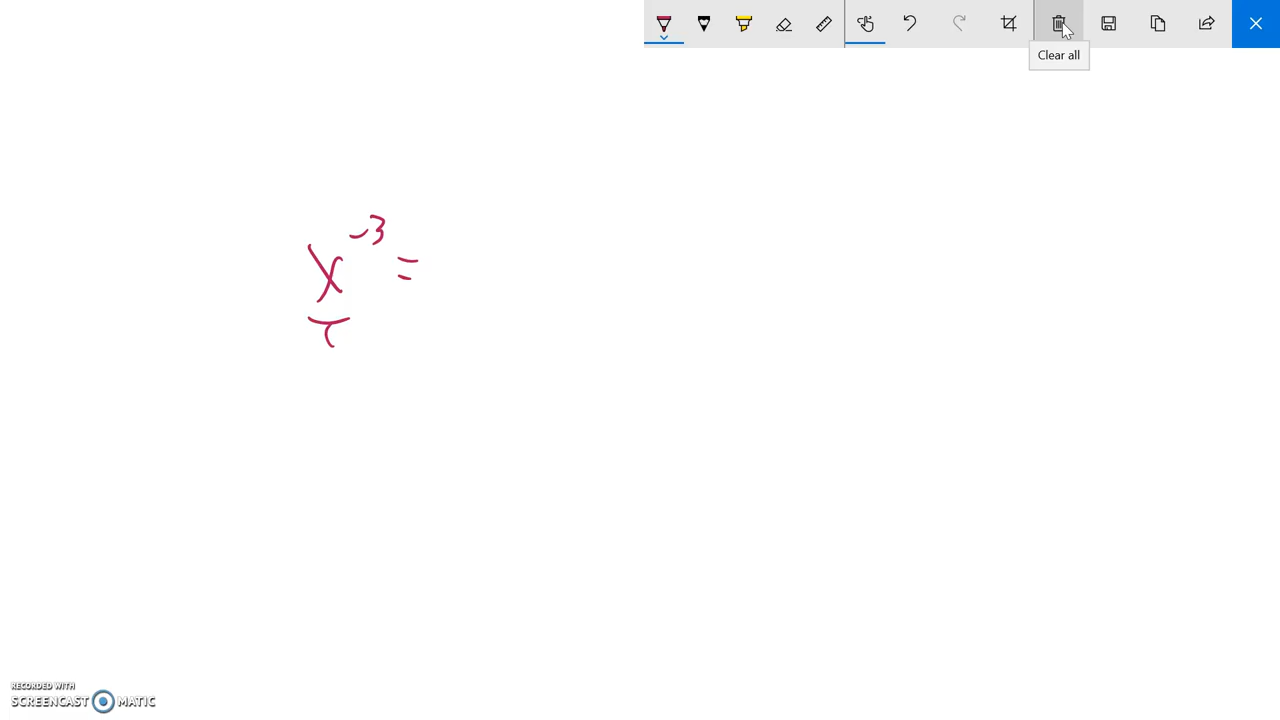 Clear all
x⁻³ =
RECORDED WITH
SCREENCAST MATIC